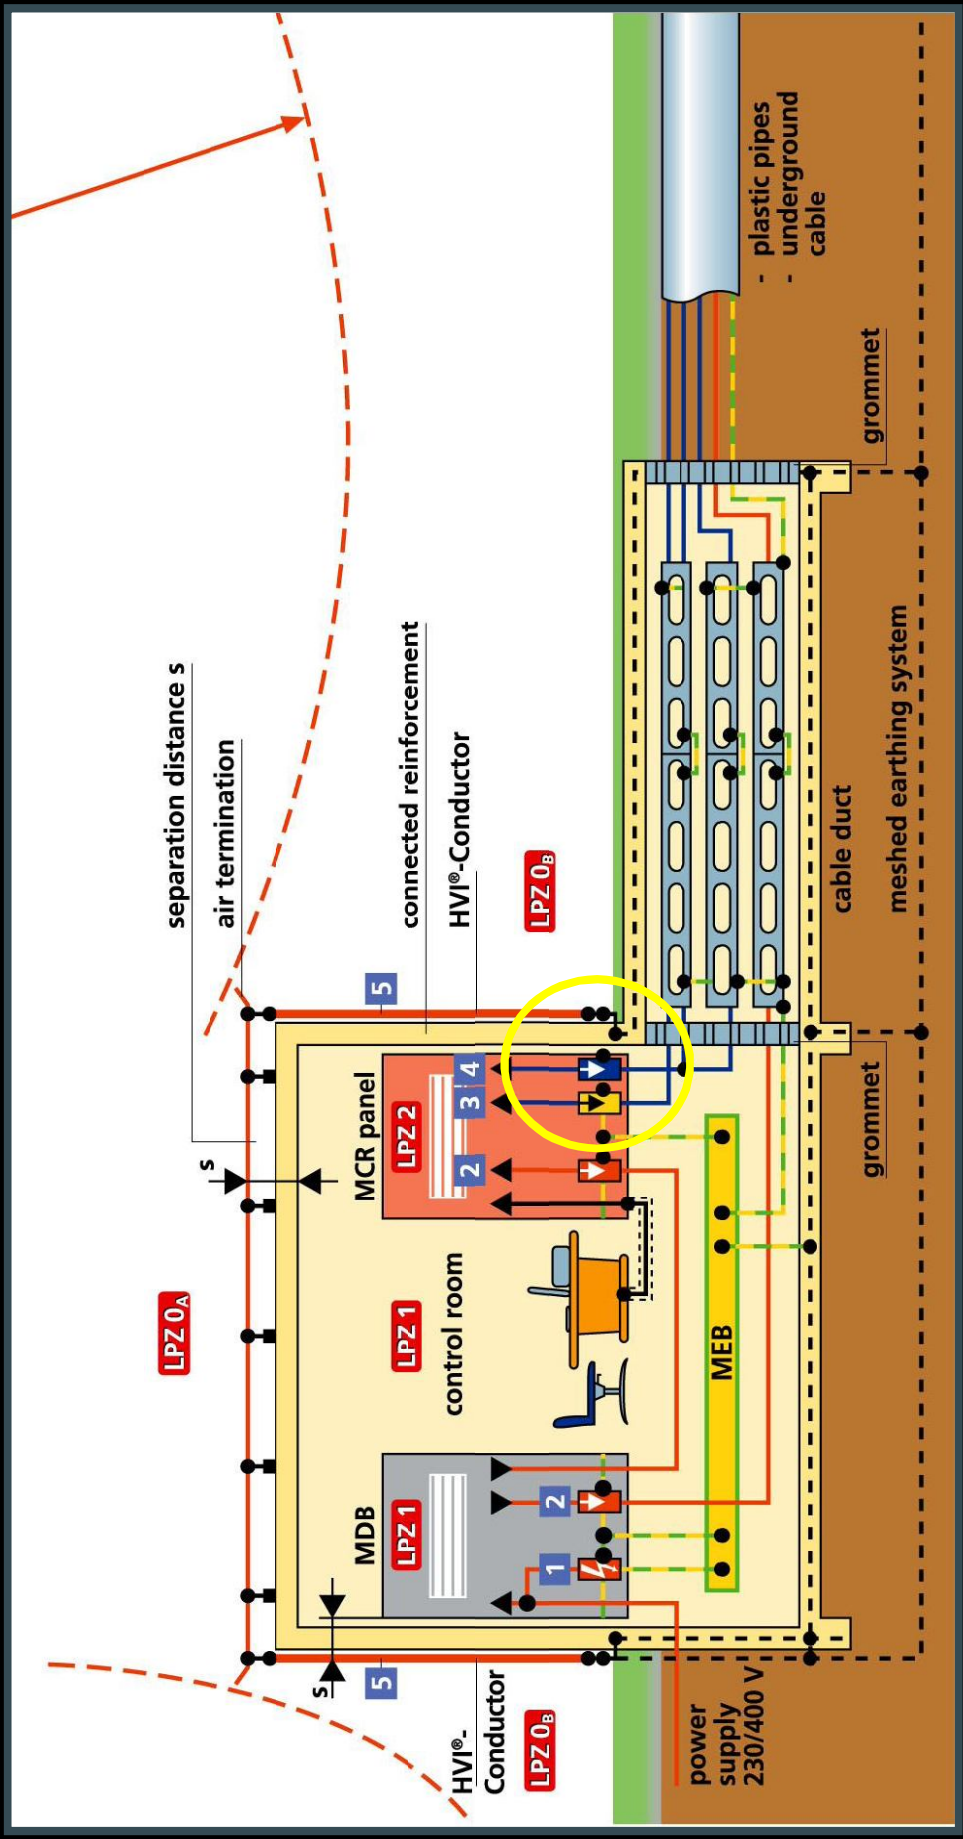 separation distance s
air termination
connected reinforcement
HVI®-Conductor
LPZ 0B
LPZ 0A
s
s
5
5
MCR panel
LPZ 2
2
3
4
LPZ 1
control room
MDB
LPZ 1
1
2
MEB
HVI®-
Conductor
LPZ 0B
power
supply
230/400 V
grommet
cable duct
meshed earthing system
grommet
- plastic pipes
- underground
cable